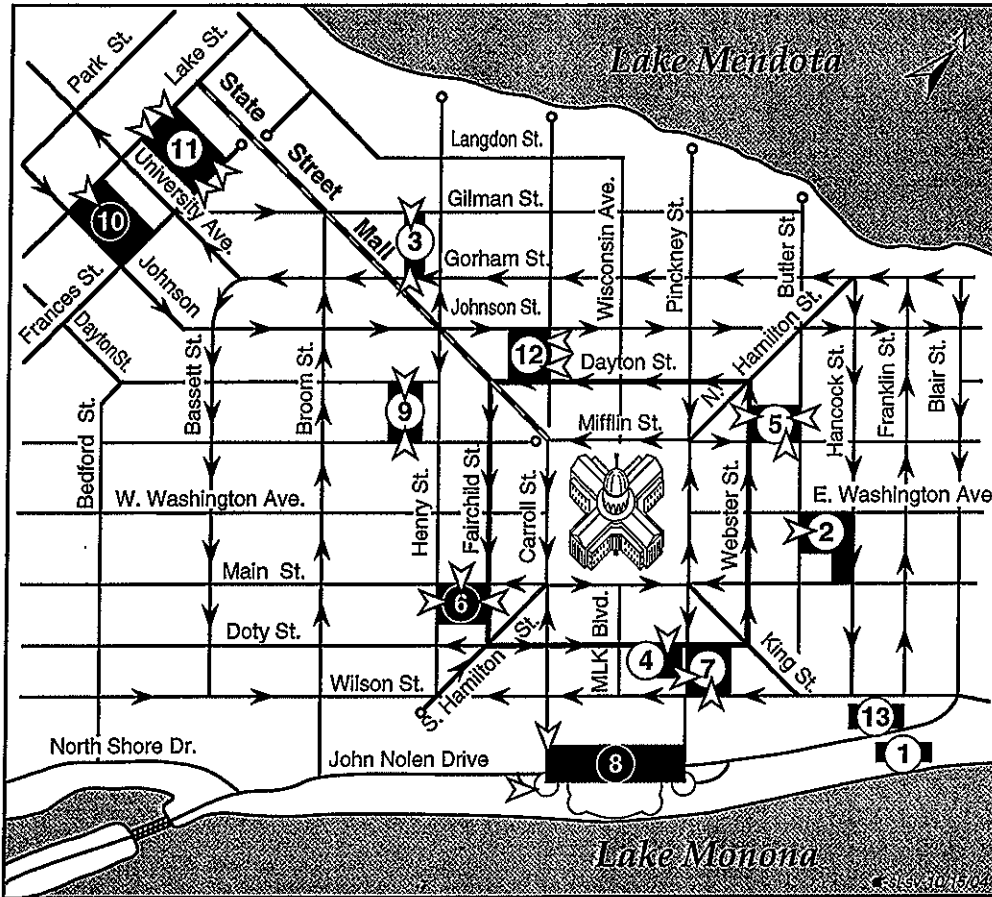 Lake Mendota
Park St.
Lake St.
State Street Mall
Langdon St.
11
University Ave.
Gilman St.
10
3
Gorham St.
Wisconsin Ave.
Pinckney St.
Butler St.
Johnson
Johnson St.
Frances St.
Dayton St.
12
Dayton St.
N. Hamilton St.
Bassett St.
Broom St.
Hancock St.
Franklin St.
Blair St.
9
5
Mifflin St.
Bedford St.
W. Washington Ave.
Henry St.
Fairchild St.
Carroll St.
Webster St.
E. Washington Ave.
2
Main St.
6
MLK Blvd.
Doty St.
4
7
King St.
Wilson St.
S. Hamilton St.
13
North Shore Dr.
John Nolen Drive
8
1
Lake Monona